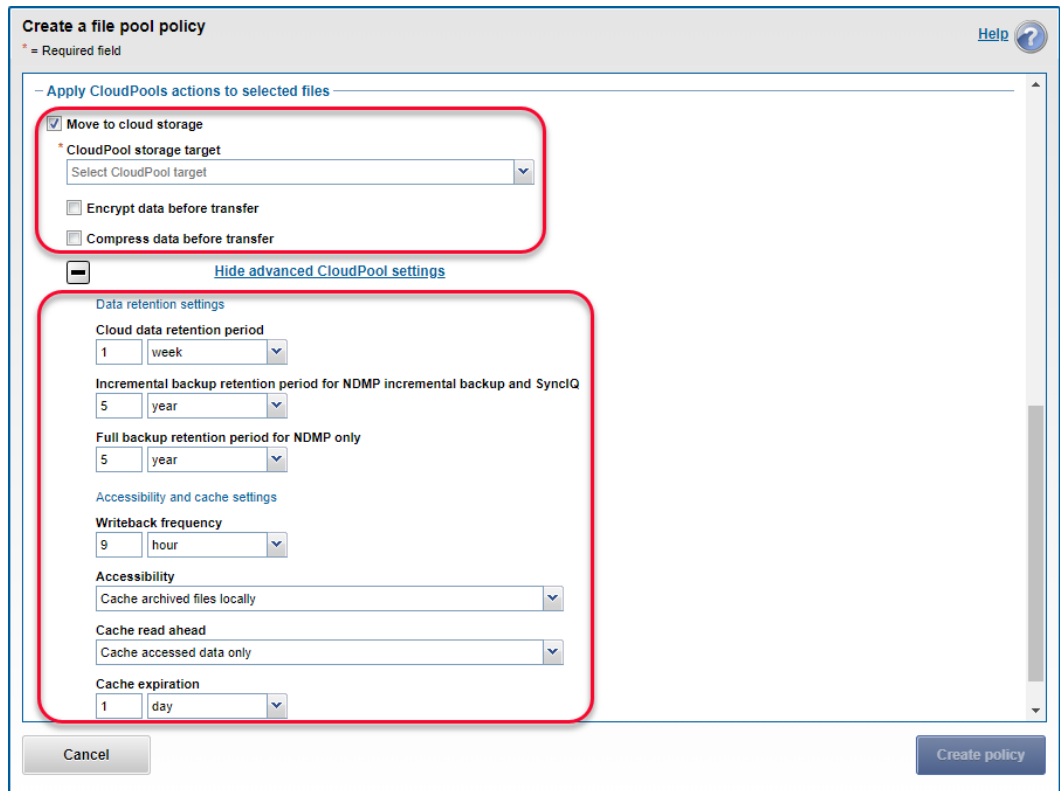 Create a file pool policy
Help
* = Required field
Apply CloudPools actions to selected files
Move to cloud storage
* CloudPool storage target
Select CloudPool target
Encrypt data before transfer
Compress data before transfer
Hide advanced CloudPool settings
Data retention settings
Cloud data retention period
1 week
Incremental backup retention period for NDMP incremental backup and SyncIQ
5 year
Full backup retention period for NDMP only
5 year
Accessibility and cache settings
Writeback frequency
9 hour
Accessibility
Cache archived files locally
Cache read ahead
Cache accessed data only
Cache expiration
1 day
Cancel
Create policy